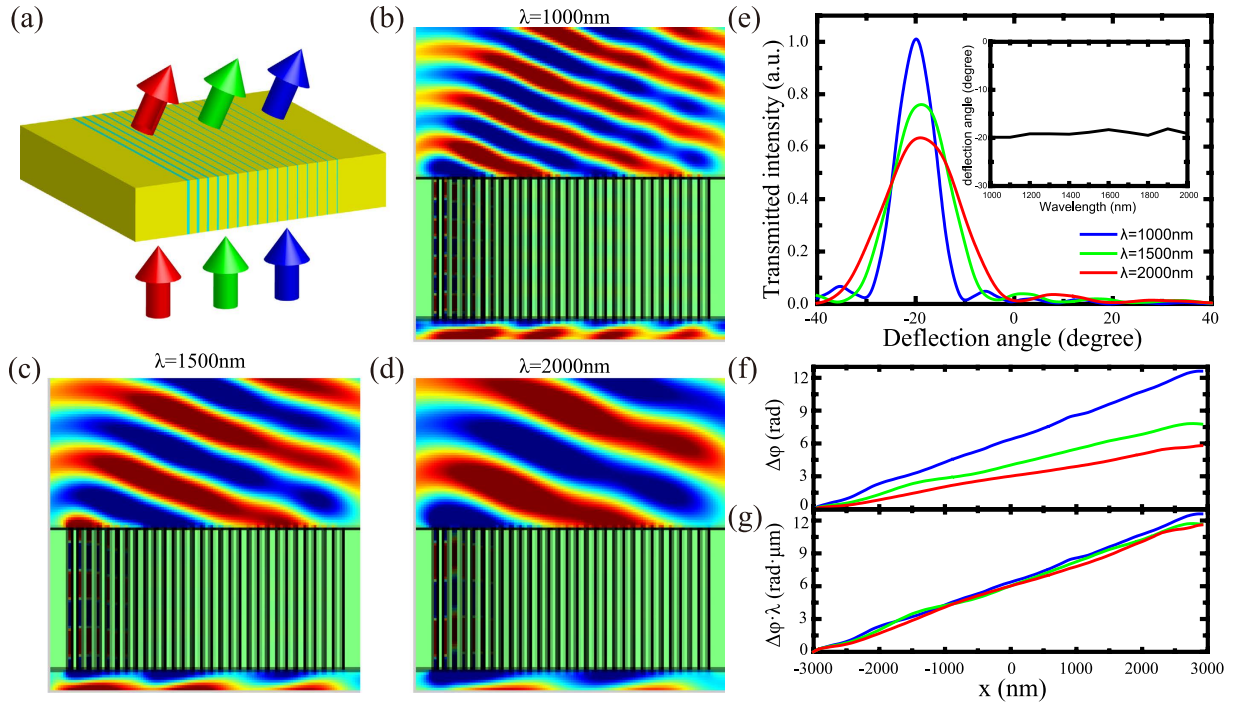 (a)
(b)
λ=1000nm
(c)
λ=1500nm
(d)
λ=2000nm
(e)
Transmitted intensity (a.u.)
1.0
0.8
0.6
0.4
0.2
0.0
-40
-20
0
20
40
Deflection angle (degree)
deflection angle (degree)
0
-10
-20
-30
1000
1200
1400
1600
1800
2000
Wavelength (nm)
λ=1000nm
λ=1500nm
λ=2000nm
(f)
Δφ (rad)
12
9
6
3
0
(g)
Δφ·λ (rad·μm)
12
9
6
3
0
-3000
-2000
-1000
0
1000
2000
3000
x (nm)